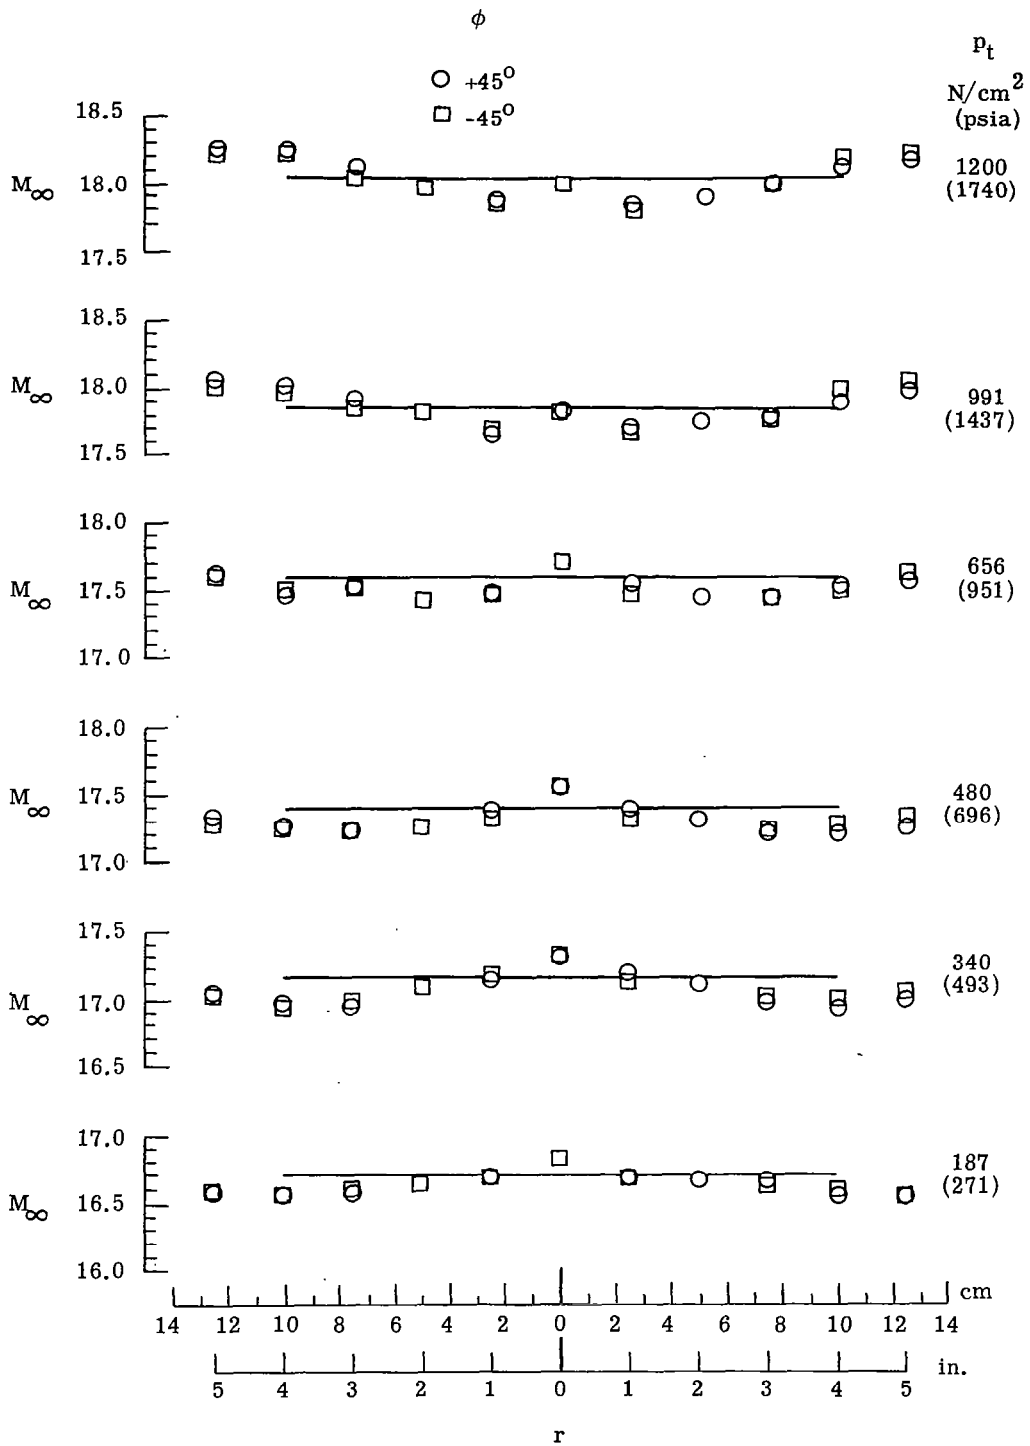 φ
○ +45°
□ -45°
p_t
N/cm²
(psia)
18.5
M∞ 18.0
17.5
1200
(1740)
18.5
M∞ 18.0
17.5
991
(1437)
18.0
M∞ 17.5
17.0
656
(951)
18.0
M∞ 17.5
17.0
480
(696)
17.5
M∞ 17.0
16.5
340
(493)
17.0
M∞ 16.5
16.0
187
(271)
cm
14 12 10 8 6 4 2 0 2 4 6 8 10 12 14
in.
5 4 3 2 1 0 1 2 3 4 5
r